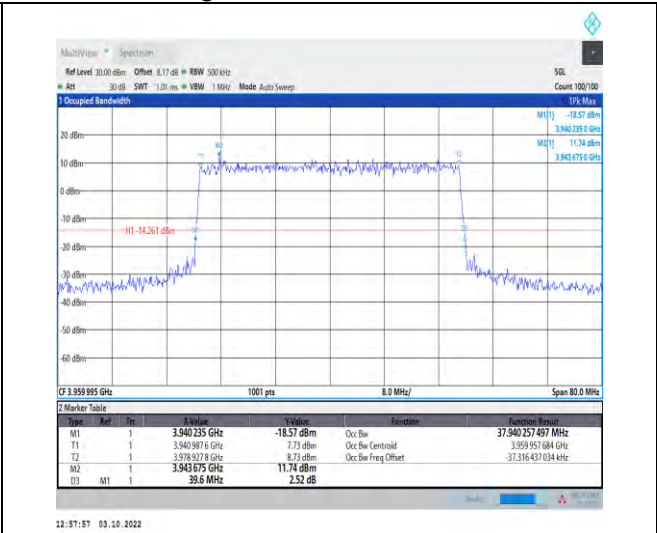 MultiView Spectrum
Ref Level 30.00 dBm Offset 8.17 dB RBW 500 kHz SGL
Att 30 dB SWT 1.01 ms VBW 1 MHz Mode Auto Sweep Count 100/100
1 Occupied Bandwidth 1Pk Max
M1[1] -18.57 dBm
3.940 235 0 GHz
M2[1] 11.74 dBm
3.943 675 0 GHz
20 dBm
M2
T1 T2
10 dBm
0 dBm
-10 dBm
H1 -14.261 dBm
-20 dBm
-30 dBm
-40 dBm
-50 dBm
-60 dBm
CF 3.959 995 GHz 1001 pts 8.0 MHz/ Span 80.0 MHz
2 Marker Table
Type Ref Trc X-Value Y-Value Function Function Result
M1 1 3.940 235 GHz -18.57 dBm Occ Bw 37.940 257 497 MHz
T1 1 3.940 987 6 GHz 7.73 dBm Occ Bw Centroid 3.959 957 684 GHz
T2 1 3.978 927 8 GHz 8.73 dBm Occ Bw Freq Offset -37.316 437 034 kHz
M2 1 3.943 675 GHz 11.74 dBm
D3 M1 1 39.6 MHz 2.52 dB
12:57:57 03.10.2022